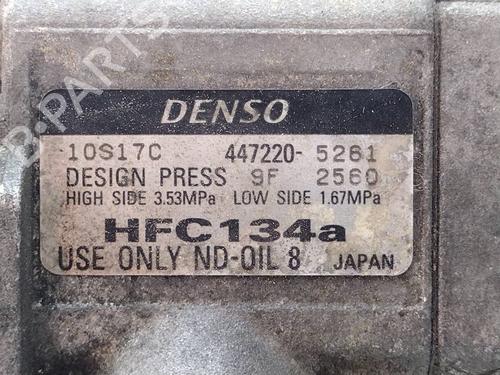 DENSO
10S17C 447220- 5261
DESIGN PRESS 9F 2560
HIGH SIDE 3.53MPa LOW SIDE 1.67MPa
HFC134a
USE ONLY ND-OIL 8 JAPAN
B-PARTS